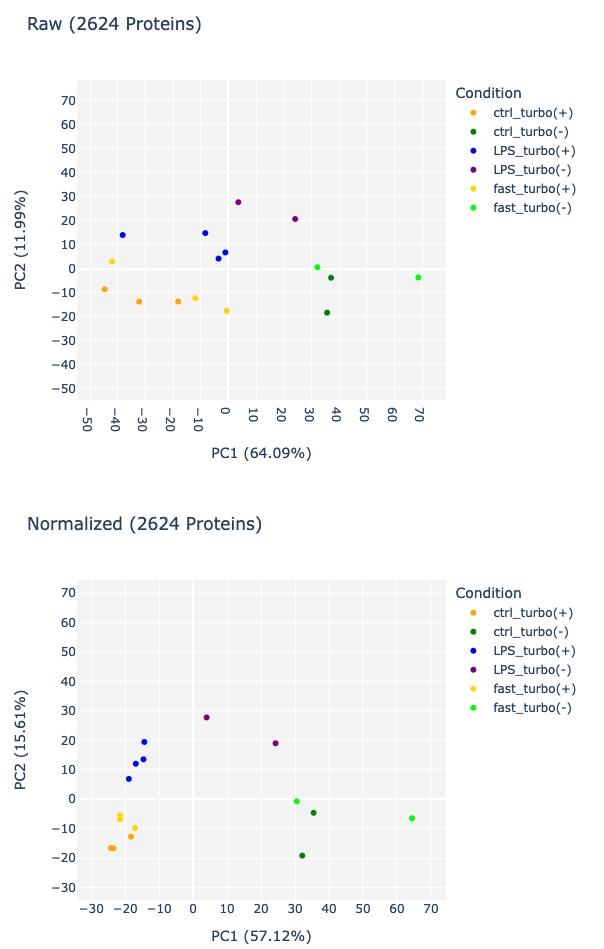 Raw (2624 Proteins)
PC2 (11.99%)
70
60
50
40
30
20
10
0
−10
−20
−30
−40
−50
−50
−40
−30
−20
−10
0
10
20
30
40
50
60
70
PC1 (64.09%)
Condition
ctrl_turbo(+)
ctrl_turbo(-)
LPS_turbo(+)
LPS_turbo(-)
fast_turbo(+)
fast_turbo(-)
Normalized (2624 Proteins)
PC2 (15.61%)
70
60
50
40
30
20
10
0
−10
−20
−30
−30
−20
−10
0
10
20
30
40
50
60
70
PC1 (57.12%)
Condition
ctrl_turbo(+)
ctrl_turbo(-)
LPS_turbo(+)
LPS_turbo(-)
fast_turbo(+)
fast_turbo(-)